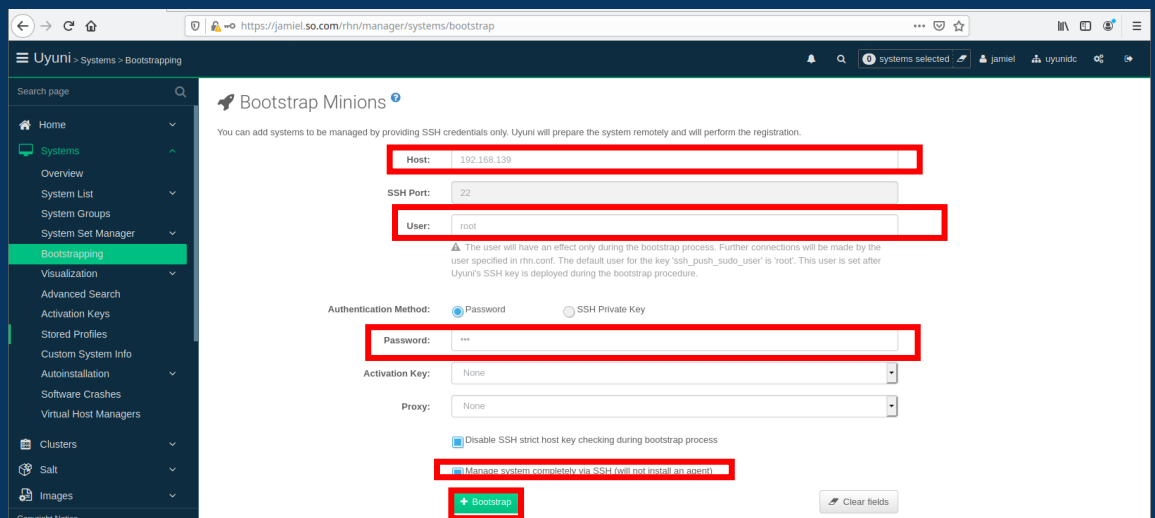 https://jamiel.so.com/rhn/manager/systems/bootstrap
Uyuni > Systems > Bootstrapping
0 systems selected
jamiel
uyunidc
Search page
Home
Systems
Overview
System List
System Groups
System Set Manager
Bootstrapping
Visualization
Advanced Search
Activation Keys
Stored Profiles
Custom System Info
Autoinstallation
Software Crashes
Virtual Host Managers
Clusters
Salt
Images
Copyright Notice
Bootstrap Minions ?
You can add systems to be managed by providing SSH credentials only. Uyuni will prepare the system remotely and will perform the registration.
Host: 192.168.139
SSH Port: 22
User: root
The user will have an effect only during the bootstrap process. Further connections will be made by the
user specified in rhn.conf. The default user for the key 'ssh_push_sudo_user' is 'root'. This user is set after
Uyuni's SSH key is deployed during the bootstrap procedure.
Authentication Method: Password SSH Private Key
Password: •••
Activation Key: None
Proxy: None
Disable SSH strict host key checking during bootstrap process
Manage system completely via SSH (will not install an agent)
+ Bootstrap
Clear fields